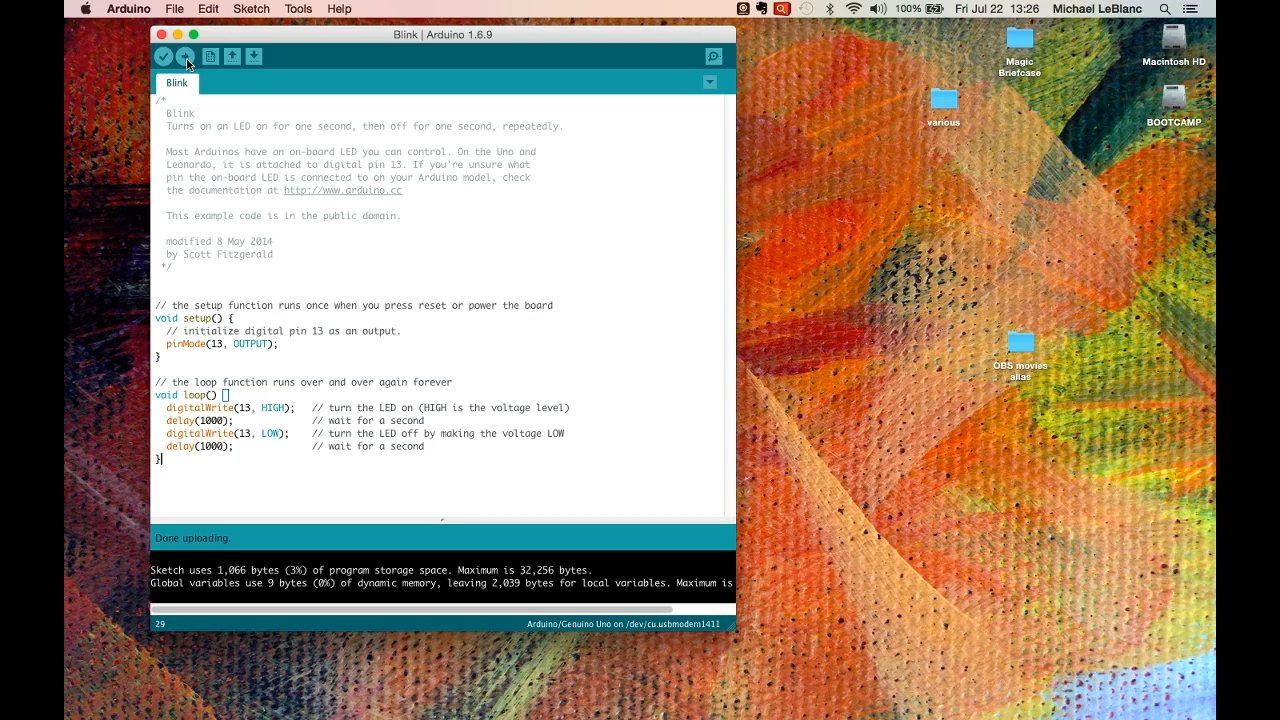 Arduino File Edit Sketch Tools Help 100% Fri Jul 22 13:26 Michael LeBlanc
Blink | Arduino 1.6.9
Blink
/*
Blink
Turns on an LED on for one second, then off for one second, repeatedly.
Most Arduinos have an on-board LED you can control. On the Uno and
Leonardo, it is attached to digital pin 13. If you're unsure what
pin the on-board LED is connected to on your Arduino model, check
the documentation at http://www.arduino.cc
This example code is in the public domain.
modified 8 May 2014
by Scott Fitzgerald
*/
// the setup function runs once when you press reset or power the board
void setup() {
// initialize digital pin 13 as an output.
pinMode(13, OUTPUT);
}
// the loop function runs over and over again forever
void loop() {
digitalWrite(13, HIGH); // turn the LED on (HIGH is the voltage level)
delay(1000); // wait for a second
digitalWrite(13, LOW); // turn the LED off by making the voltage LOW
delay(1000); // wait for a second
}
Done uploading.
Sketch uses 1,066 bytes (3%) of program storage space. Maximum is 32,256 bytes.
Global variables use 9 bytes (0%) of dynamic memory, leaving 2,039 bytes for local variables. Maximum is
29 Arduino/Genuino Uno on /dev/cu.usbmodem1411
Magic
Briefcase
Macintosh HD
various
BOOTCAMP
OBS movies
alias